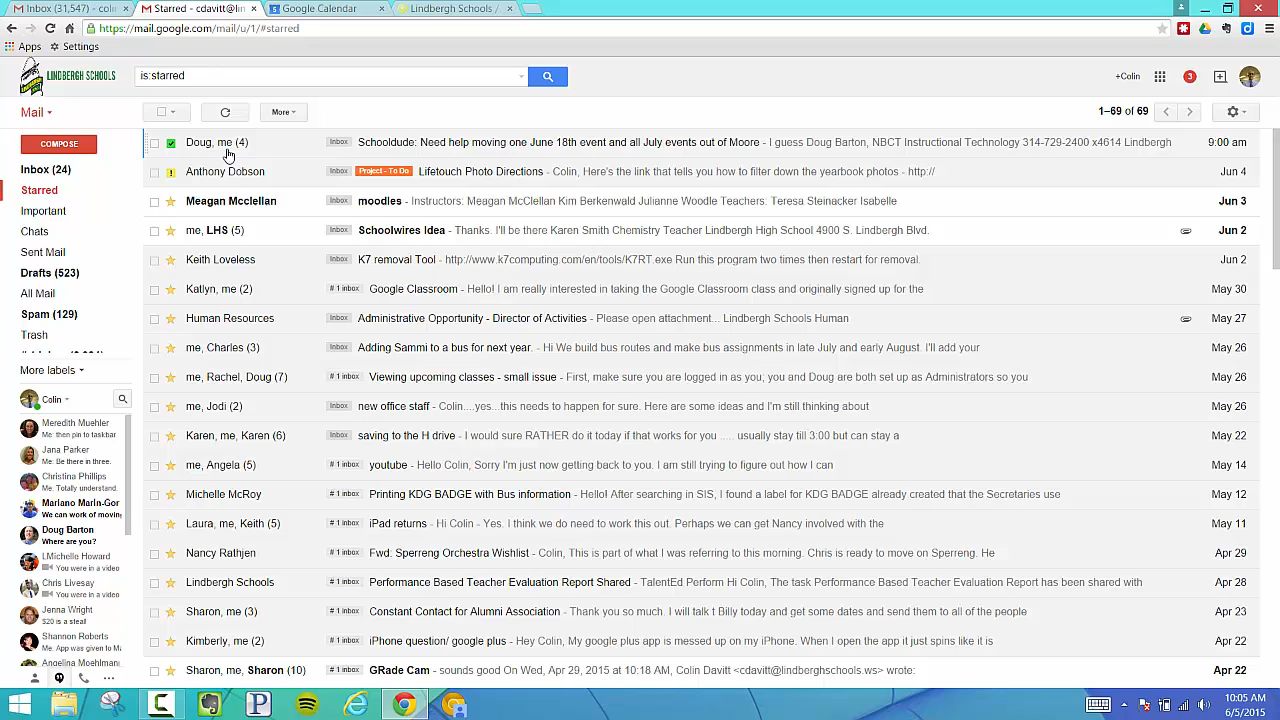 Inbox (31,547) - coli
Starred - cdavitt@lin
Google Calendar
Lindbergh Schools /
https://mail.google.com/mail/u/1/#starred
Apps
Settings
LINDBERGH SCHOOLS
is:starred
+Colin
3
Mail
More
1–69 of 69
COMPOSE
Inbox (24)
Starred
Important
Chats
Sent Mail
Drafts (523)
All Mail
Spam (129)
Trash
More labels
Colin
Meredith Muehler
Me: then pin to taskbar
Jana Parker
Me: Be there in three.
Christina Phillips
Me: Totally understand.
Mariano Marin-Gor
We can work of movin
Doug Barton
Where are you?
LMichelle Howard
You were in a video
Chris Livesay
You were in a video
Jenna Wright
$20 is a steal!
Shannon Roberts
Me: App was given to Ma
Angelina Moehlman
Doug, me (4) Inbox Schooldude: Need help moving one June 18th event and all July events out of Moore - I guess Doug Barton, NBCT Instructional Technology 314-729-2400 x4614 Lindbergh 9:00 am
Anthony Dobson Inbox Project - To Do Lifetouch Photo Directions - Colin, Here's the link that tells you how to filter down the yearbook photos - http:// Jun 4
Meagan Mcclellan Inbox moodles - Instructors: Meagan McClellan Kim Berkenwald Julianne Woodle Teachers: Teresa Steinacker Isabelle Jun 3
me, LHS (5) Inbox Schoolwires Idea - Thanks. I'll be there Karen Smith Chemistry Teacher Lindbergh High School 4900 S. Lindbergh Blvd. Jun 2
Keith Loveless Inbox K7 removal Tool - http://www.k7computing.com/en/tools/K7RT.exe Run this program two times then restart for removal. Jun 2
Katlyn, me (2) # 1 inbox Google Classroom - Hello! I am really interested in taking the Google Classroom class and originally signed up for the May 30
Human Resources Inbox Administrative Opportunity - Director of Activities - Please open attachment... Lindbergh Schools Human May 27
me, Charles (3) Inbox Adding Sammi to a bus for next year. - Hi We build bus routes and make bus assignments in late July and early August. I'll add your May 26
me, Rachel, Doug (7) # 1 inbox Viewing upcoming classes - small issue - First, make sure you are logged in as you; you and Doug are both set up as Administrators so you May 26
me, Jodi (2) Inbox new office staff - Colin....yes...this needs to happen for sure. Here are some ideas and I'm still thinking about May 26
Karen, me, Karen (6) Inbox saving to the H drive - I would sure RATHER do it today if that works for you ..... usually stay till 3:00 but can stay a May 22
me, Angela (5) # 1 inbox youtube - Hello Colin, Sorry I'm just now getting back to you. I am still trying to figure out how I can May 14
Michelle McRoy # 1 inbox Printing KDG BADGE with Bus information - Hello! After searching in SIS, I found a label for KDG BADGE already created that the Secretaries use May 12
Laura, me, Keith (5) # 1 inbox iPad returns - Hi Colin - Yes. I think we do need to work this out. Perhaps we can get Nancy involved with the May 11
Nancy Rathjen # 1 inbox Fwd: Sperreng Orchestra Wishlist - Colin, This is part of what I was referring to this morning. Chris is ready to move on Sperreng. He Apr 29
Lindbergh Schools # 1 inbox Performance Based Teacher Evaluation Report Shared - TalentEd Perform Hi Colin, The task Performance Based Teacher Evaluation Report has been shared with Apr 28
Sharon, me (3) # 1 inbox Constant Contact for Alumni Association - Thank you so much. I will talk t Billy today and get some dates and send them to all of the people Apr 23
Kimberly, me (2) # 1 inbox iPhone question/ google plus - Hey Colin, My google plus app is messed on my iPhone. When I open the app it just spins like it is Apr 22
Sharon, me, Sharon (10) # 1 inbox GRade Cam - sounds good On Wed, Apr 29, 2015 at 10:18 AM, Colin Davitt <cdavitt@lindberghschools.ws> wrote: Apr 22
10:05 AM
6/5/2015